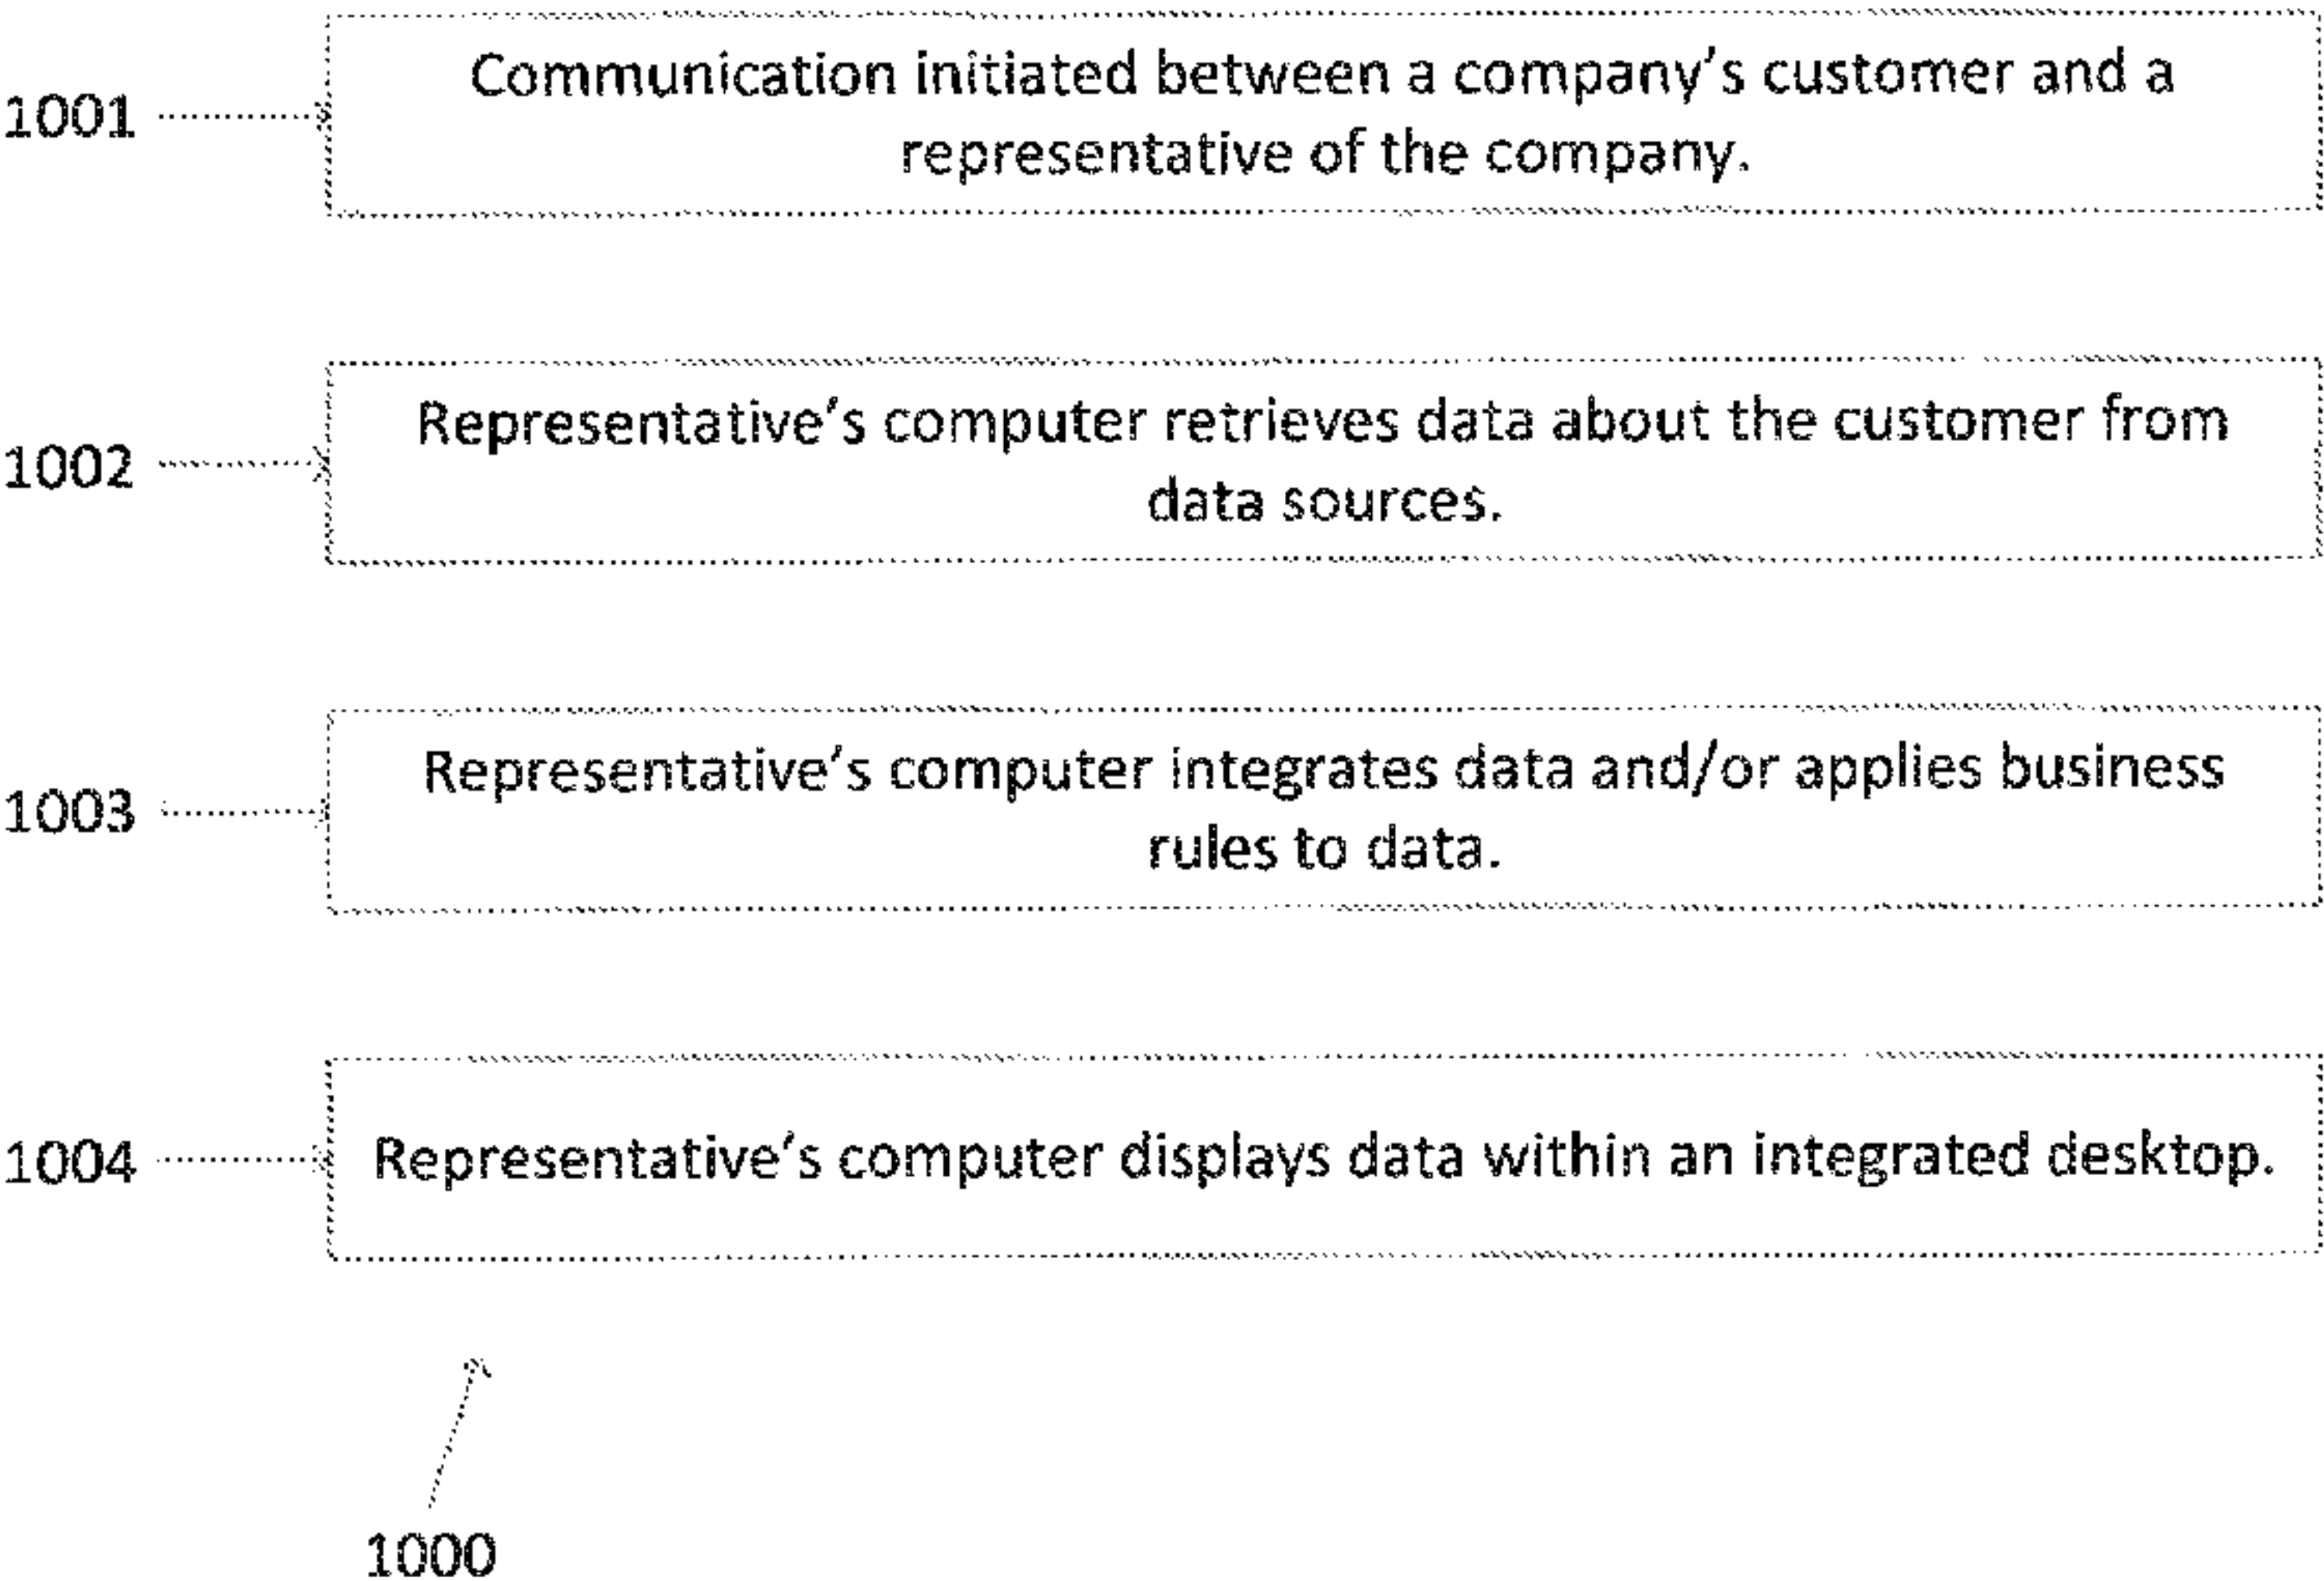 Communication initiated between a company's customer and a
1001
representative of the company.
Representative's computer retrieves data about the customer from
1002
data sources.
Representative's computer integrates data and/or applies business
1003
rules to data.
1004
Representative's computer displays data within an integrated desktop.
1000